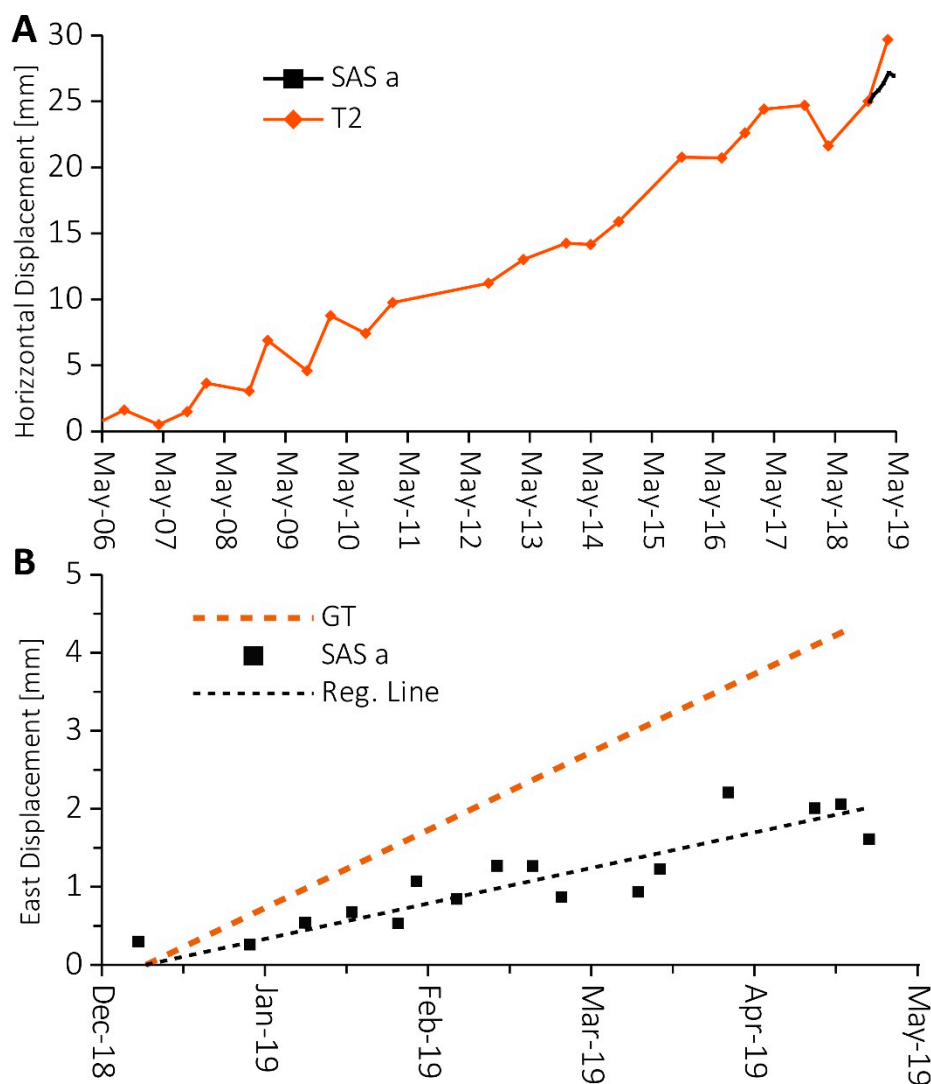 A
Horizzontal Displacement [mm]
30
25
20
15
10
5
0
SAS a
T2
May-06
May-07
May-08
May-09
May-10
May-11
May-12
May-13
May-14
May-15
May-16
May-17
May-18
May-19
B
East Displacement [mm]
5
4
3
2
1
0
GT
SAS a
Reg. Line
Dec-18
Jan-19
Feb-19
Mar-19
Apr-19
May-19